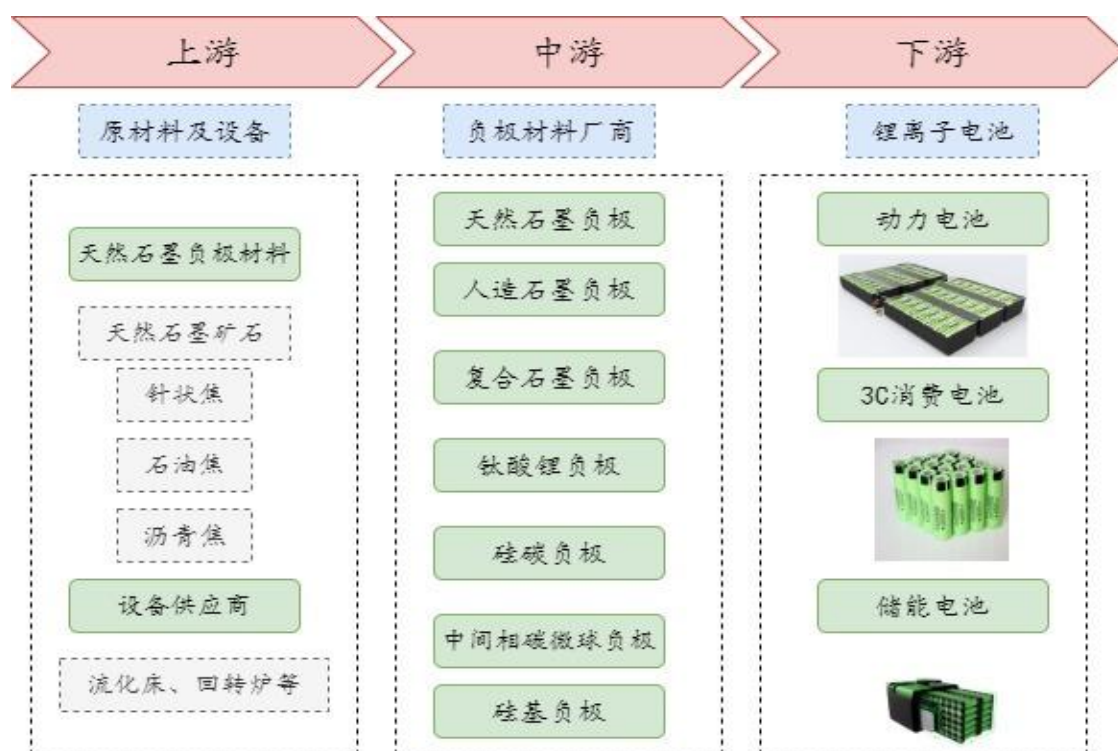 上游
中游
下游
原材料及设备
负极材料厂商
锂离子电池
天然石墨负极材料
天然石墨矿石
针状焦
石油焦
沥青焦
设备供应商
流化床、回转炉等
天然石墨负极
人造石墨负极
复合石墨负极
钛酸锂负极
硅碳负极
中间相碳微球负极
硅基负极
动力电池
3C消费电池
储能电池